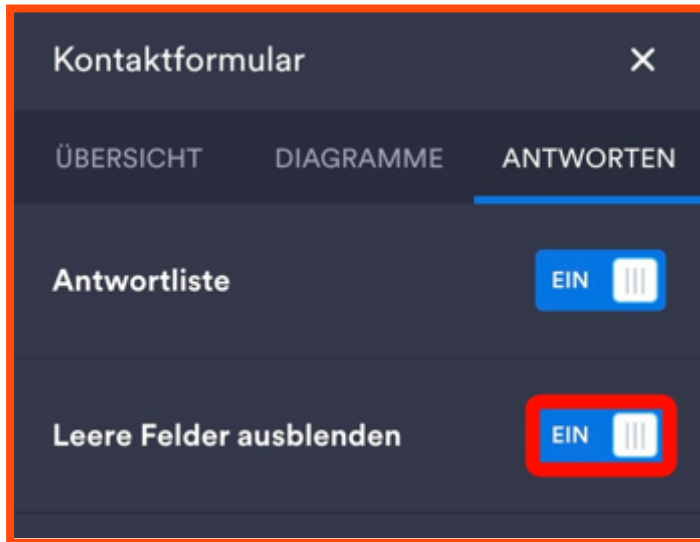 Kontaktformular
ÜBERSICHT DIAGRAMME ANTWORTEN
Antwortliste EIN
Leere Felder ausblenden EIN